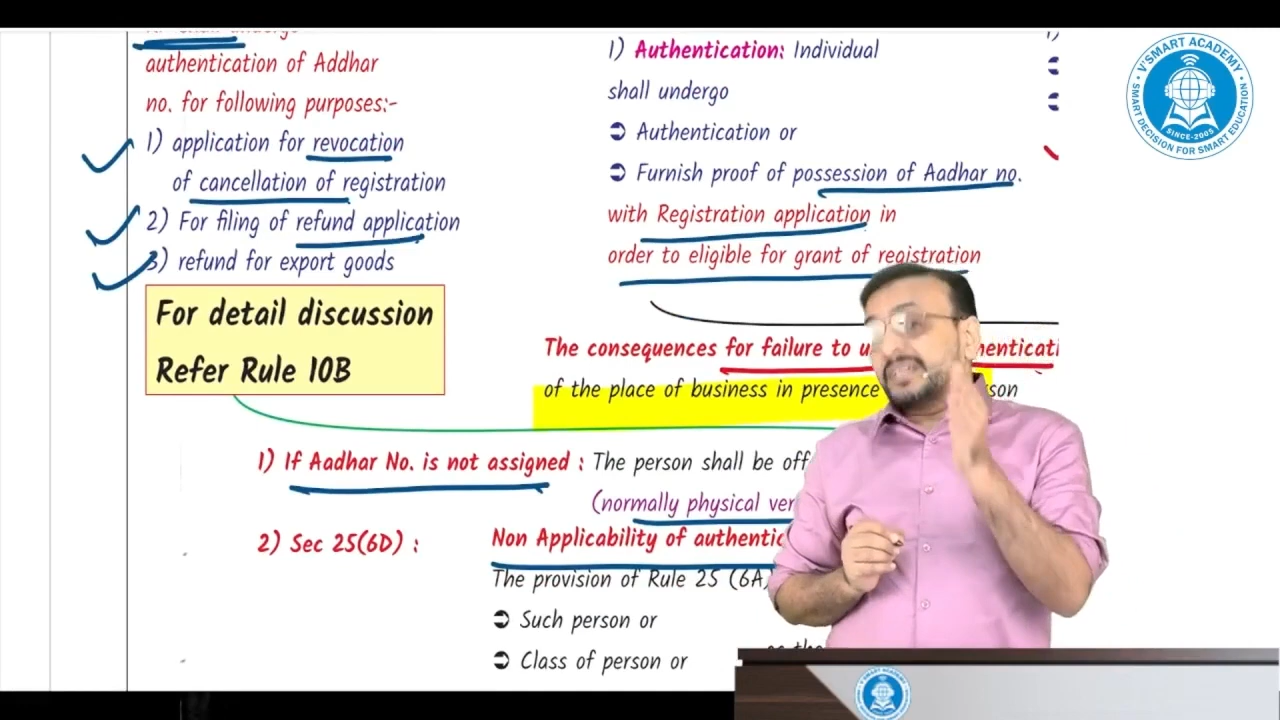 authentication of Addhar
no. for following purposes:-
1) application for revocation
of cancellation of registration
2) For filing of refund application
3) refund for export goods
For detail discussion
Refer Rule 10B
1) Authentication: Individual
shall undergo
➲ Authentication or
➲ Furnish proof of possession of Aadhar no.
with Registration application in
order to eligible for grant of registration
The consequences for failure to
of the place of business in presence
1) If Aadhar No. is not assigned : The person shall be
(normally physical
2) Sec 25(6D) : Non Applicability of
The provision of Rule 25 (6A)
➲ Such person or
➲ Class of person or
V'SMART ACADEMY
SMART DECISION FOR SMART EDUCATION
SINCE-2005